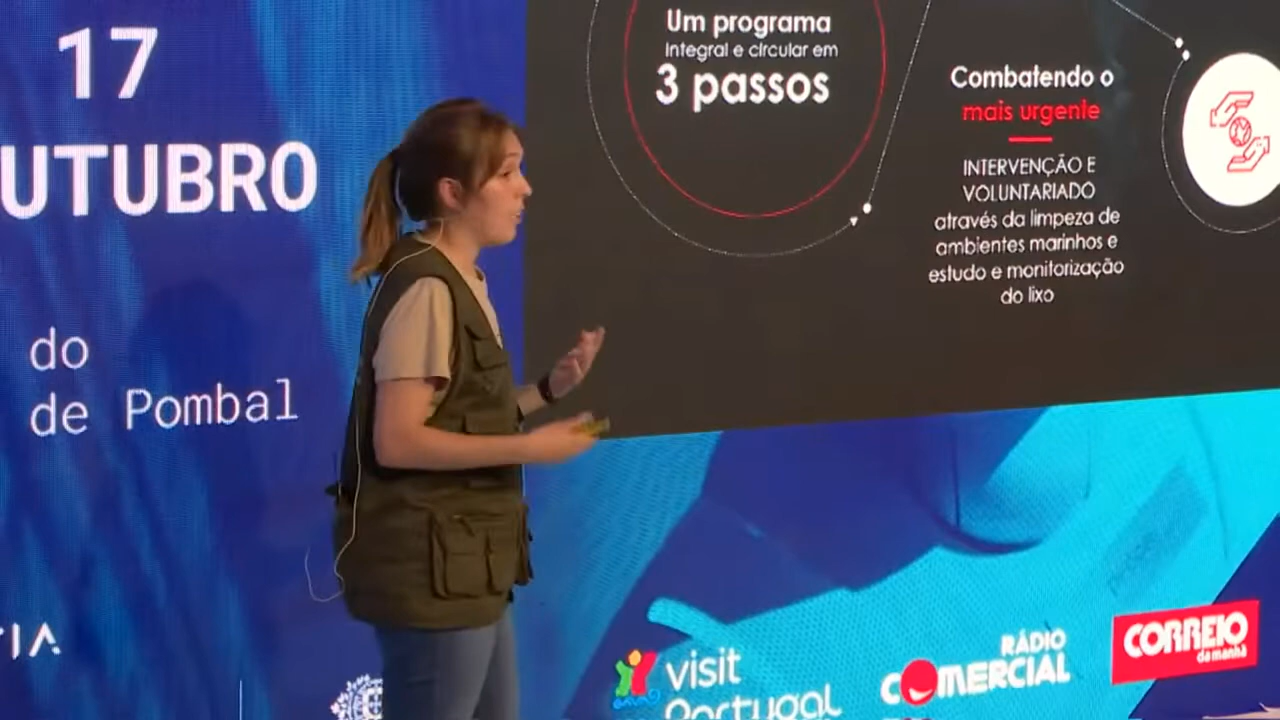 17
UTUBRO
do
de Pombal
TIA
Um programa
integral e circular em
3 passos
Combatendo o
mais urgente
INTERVENÇÃO E
VOLUNTARIADO
através da limpeza de
ambientes marinhos e
estudo e monitorização
do lixo
visit
Portugal
RÁDIO
COMERCIAL
CORREIO
da manhã